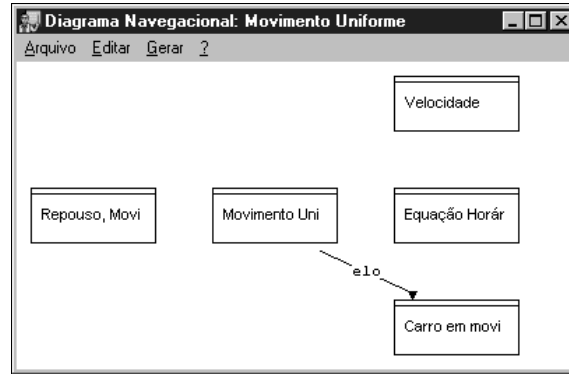 Diagrama Navegacional: Movimento Uniforme
Arquivo Editar Gerar ?
Velocidade
Repouso, Movi
Movimento Uni
Equação Horár
elo
Carro em movi